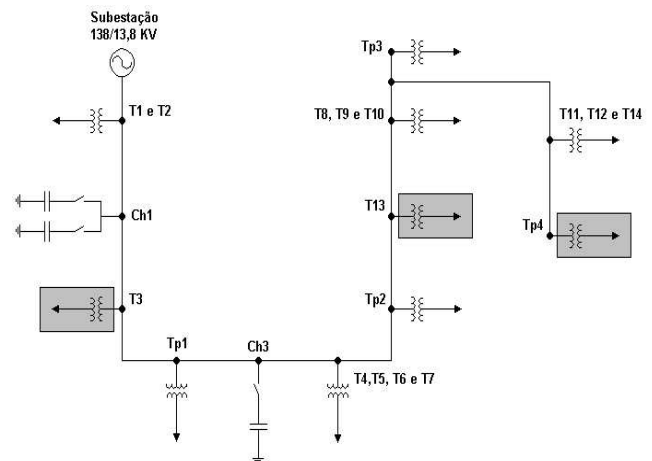 Subestação
138/13,8 KV
T1 e T2
Ch1
T3
Tp1
Ch3
T4,T5, T6 e T7
Tp2
T13
T8, T9 e T10
Tp3
T11, T12 e T14
Tp4